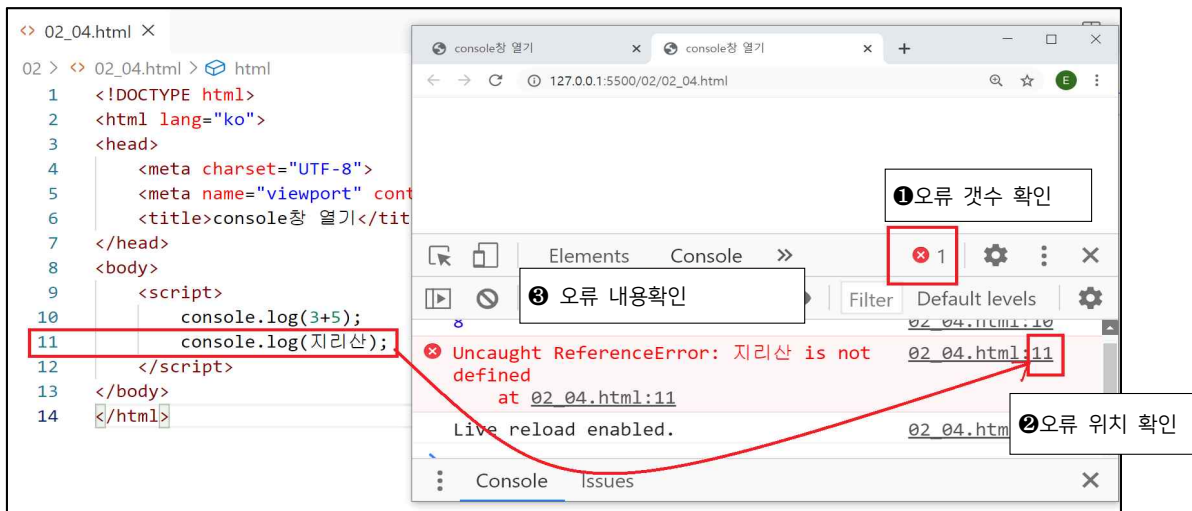 02_04.html
02 > 02_04.html > html
1 <!DOCTYPE html>
2 <html lang="ko">
3 <head>
4 <meta charset="UTF-8">
5 <meta name="viewport" cont
6 <title>console창 열기</tit
7 </head>
8 <body>
9 <script>
10 console.log(3+5);
11 console.log(지리산);
12 </script>
13 </body>
14 </html>
console창 열기
console창 열기
127.0.0.1:5500/02/02_04.html
E
❶오류 갯수 확인
Elements Console
1
❸ 오류 내용확인
Filter Default levels
8 02_04.html:10
Uncaught ReferenceError: 지리산 is not 02_04.html:11
defined
at 02_04.html:11
Live reload enabled. 02_04.htm
❷오류 위치 확인
Console Issues